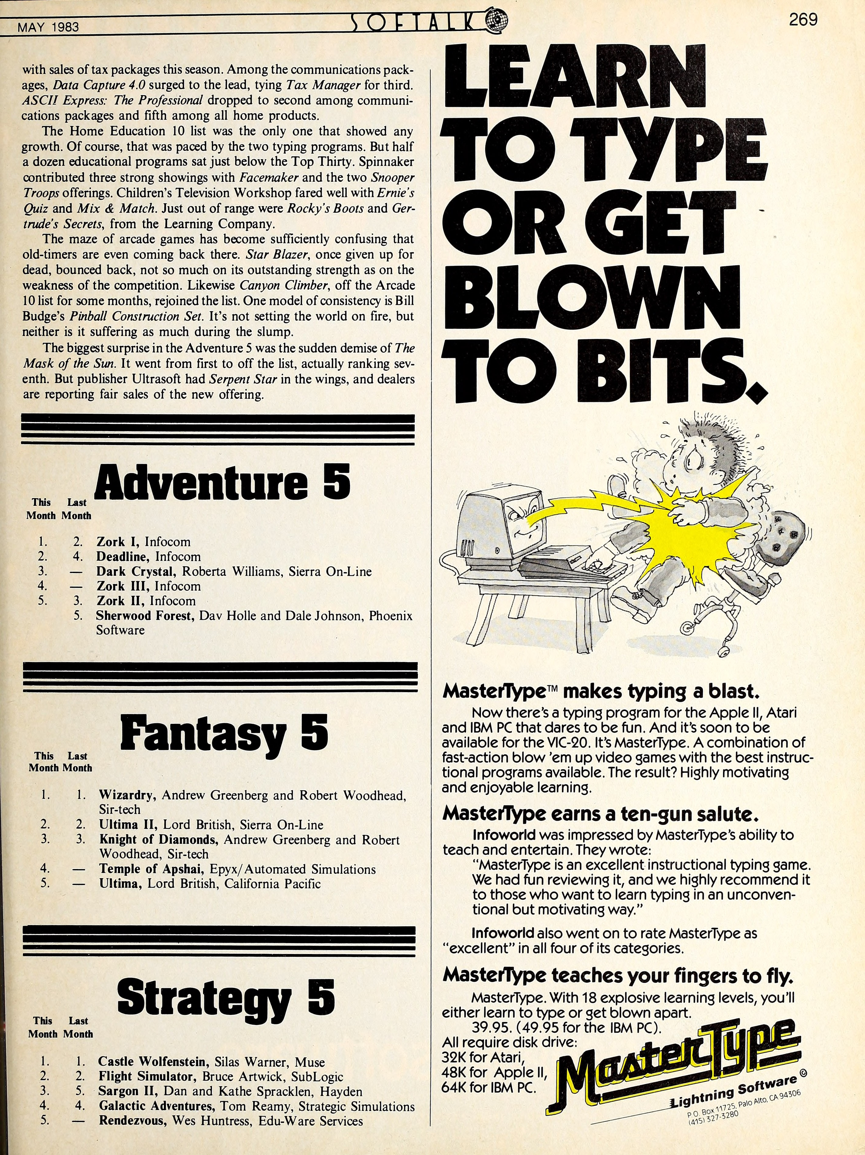 MAY 1983
SOFTALK
269
with sales of tax packages this season. Among the communications pack-
ages, Data Capture 4.0 surged to the lead, tying Tax Manager for third.
ASCII Express: The Professional dropped to second among communi-
cations packages and fifth among all home products.
The Home Education 10 list was the only one that showed any
growth. Of course, that was paced by the two typing programs. But half
a dozen educational programs sat just below the Top Thirty. Spinnaker
contributed three strong showings with Facemaker and the two Snooper
Troops offerings. Children's Television Workshop fared well with Ernie's
Quiz and Mix & Match. Just out of range were Rocky's Boots and Ger-
trude's Secrets, from the Learning Company.
The maze of arcade games has become sufficiently confusing that
old-timers are even coming back there. Star Blazer, once given up for
dead, bounced back, not so much on its outstanding strength as on the
weakness of the competition. Likewise Canyon Climber, off the Arcade
10 list for some months, rejoined the list. One model of consistency is Bill
Budge's Pinball Construction Set. It's not setting the world on fire, but
neither is it suffering as much during the slump.
The biggest surprise in the Adventure 5 was the sudden demise of The
Mask of the Sun. It went from first to off the list, actually ranking sev-
enth. But publisher Ultrasoft had Serpent Star in the wings, and dealers
are reporting fair sales of the new offering.
Adventure 5
This Last
Month Month
1. 2. Zork I, Infocom
2. 4. Deadline, Infocom
3. — Dark Crystal, Roberta Williams, Sierra On-Line
4. — Zork III, Infocom
5. 3. Zork II, Infocom
5. Sherwood Forest, Dav Holle and Dale Johnson, Phoenix
Software
Fantasy 5
This Last
Month Month
1. 1. Wizardry, Andrew Greenberg and Robert Woodhead,
Sir-tech
2. 2. Ultima II, Lord British, Sierra On-Line
3. 3. Knight of Diamonds, Andrew Greenberg and Robert
Woodhead, Sir-tech
4. — Temple of Apshai, Epyx/Automated Simulations
5. — Ultima, Lord British, California Pacific
Strategy 5
This Last
Month Month
1. 1. Castle Wolfenstein, Silas Warner, Muse
2. 2. Flight Simulator, Bruce Artwick, SubLogic
3. 5. Sargon II, Dan and Kathe Spracklen, Hayden
4. 4. Galactic Adventures, Tom Reamy, Strategic Simulations
5. — Rendezvous, Wes Huntress, Edu-Ware Services
LEARN
TO TYPE
OR GET
BLOWN
TO BITS.
MasterType™ makes typing a blast.
Now there's a typing program for the Apple II, Atari
and IBM PC that dares to be fun. And it's soon to be
available for the VIC-20. It's MasterType. A combination of
fast-action blow 'em up video games with the best instruc-
tional programs available. The result? Highly motivating
and enjoyable learning.
MasterType earns a ten-gun salute.
Infoworld was impressed by MasterType's ability to
teach and entertain. They wrote:
"MasterType is an excellent instructional typing game.
We had fun reviewing it, and we highly recommend it
to those who want to learn typing in an unconven-
tional but motivating way."
Infoworld also went on to rate MasterType as
"excellent" in all four of its categories.
MasterType teaches your fingers to fly.
MasterType. With 18 explosive learning levels, you'll
either learn to type or get blown apart.
39.95. (49.95 for the IBM PC).
All require disk drive:
32K for Atari,
48K for Apple II,
64K for IBM PC.
MasterType
Lightning Software ©
P.O. Box 11725, Palo Alto, CA 94306
(415) 327-3280